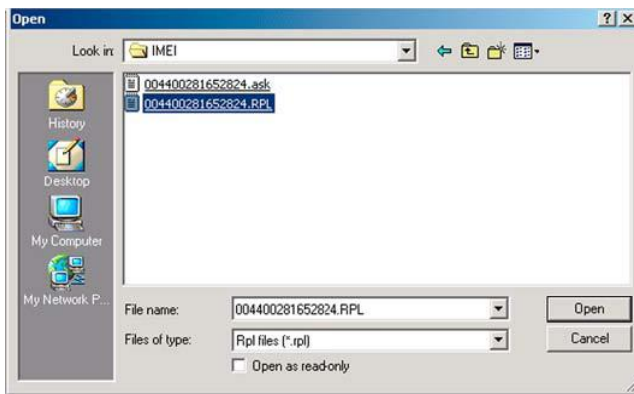 Open
Look in: IMEI
004400281652824.ask
004400281652824.RPL
History
Desktop
My Computer
My Network P...
File name: 004400281652824.RPL Open
Files of type: Rpl files (*.rpl) Cancel
Open as read-only